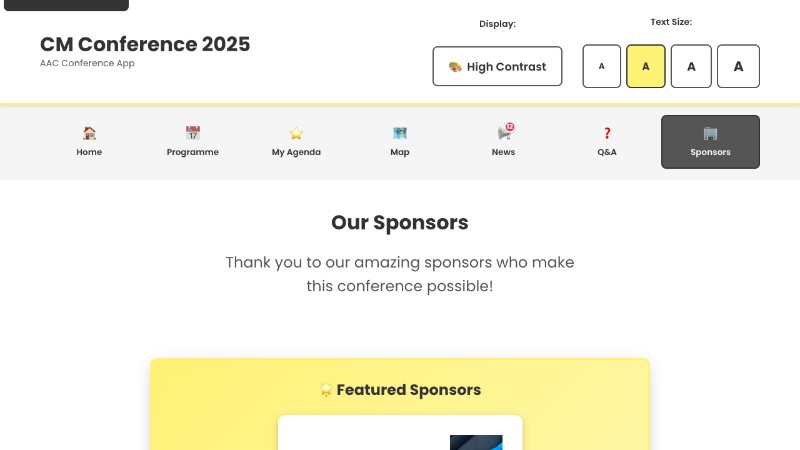 CM Conference 2025
AAC Conference App
Display:
High Contrast
Text Size:
A
A
A
A
Home
17
Programme
My Agenda
Map
12
News
Q&A
Sponsors
Our Sponsors
Thank you to our amazing sponsors who make
this conference possible!
Featured Sponsors